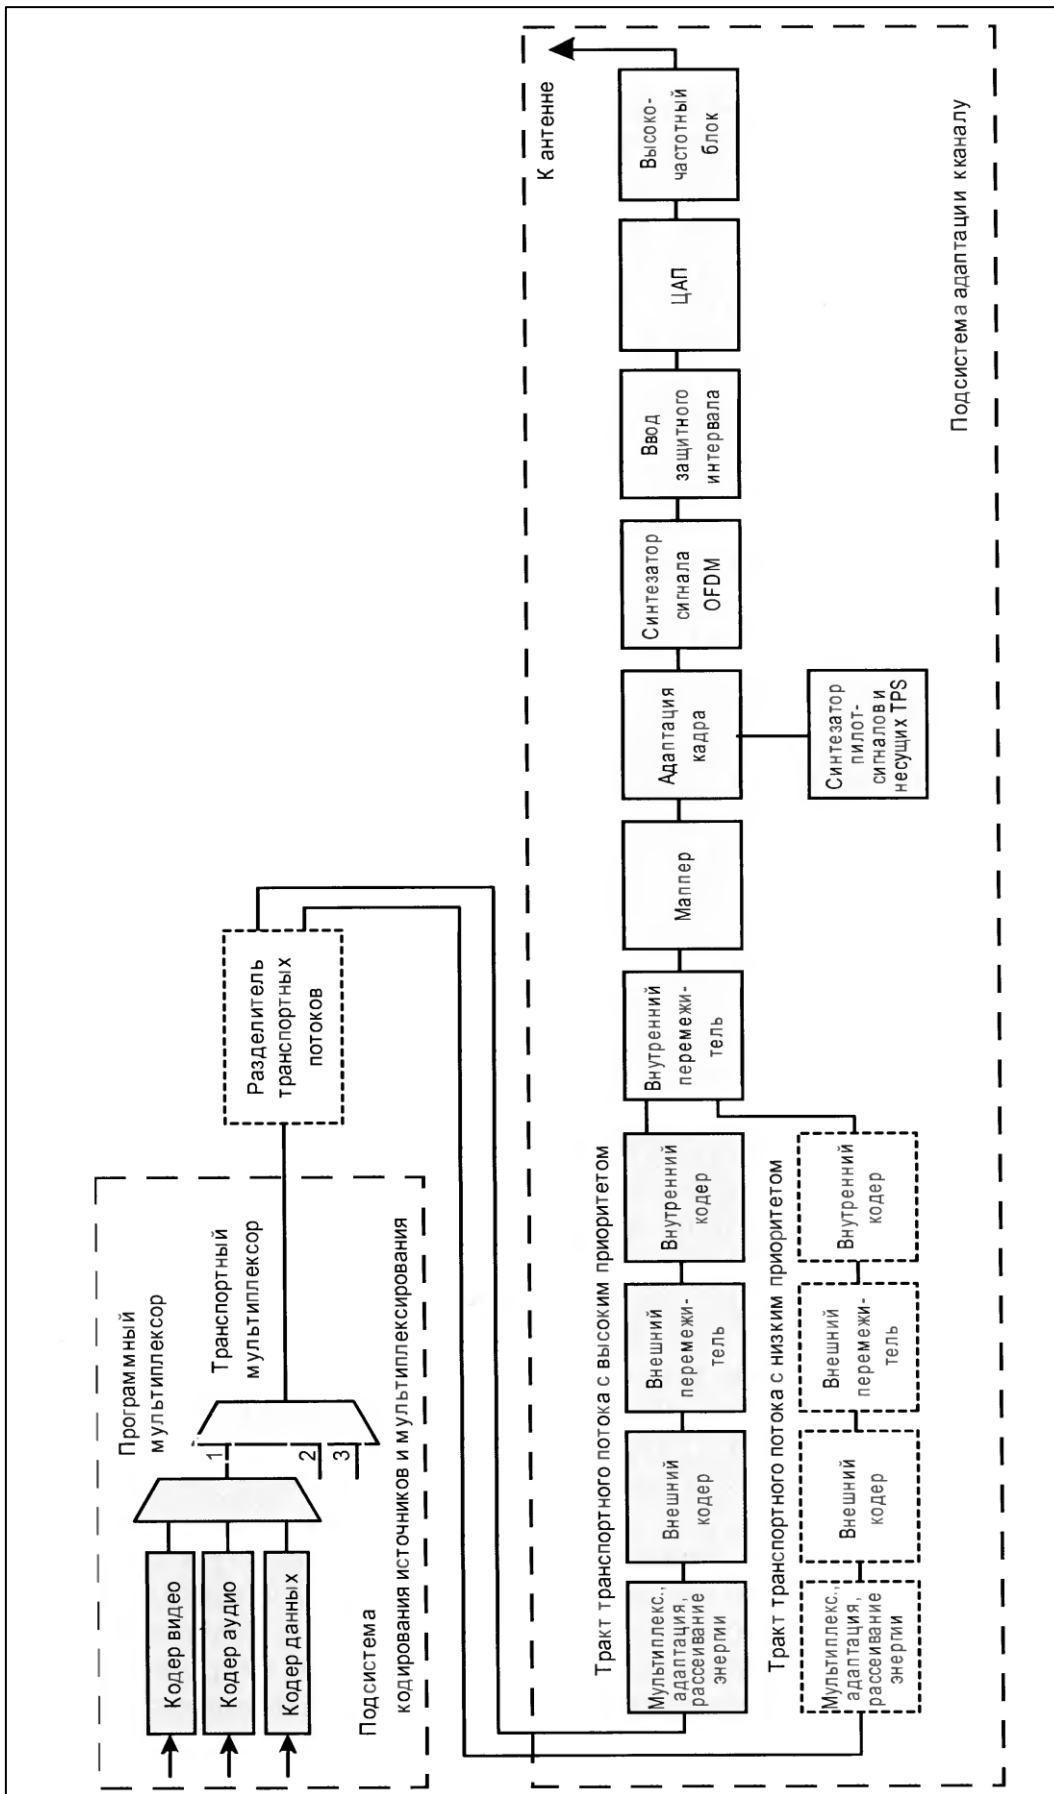 Кодер видео
Кодер аудио
Кодер данных
Программный
мультиплексор
1
2
3
Транспортный
мультиплексор
Подсистема
кодирования источников и мультиплексирования
Разделитель
транспортных
потоков
Тракт транспортного потока с высоким приоритетом
Мультиплекс.,
адаптация,
рассеивание
энергии
Внешний
кодер
Внешний
перемежи-
тель
Внутренний
кодер
Внутренний
перемежи-
тель
Маппер
Адаптация
кадра
Синтезатор
сигнала
OFDM
Ввод
защитного
интервала
ЦАП
Высоко-
частотный
блок
К антенне
Тракт транспортного потока с низким приоритетом
Мультиплекс.,
адаптация,
рассеивание
энергии
Внешний
кодер
Внешний
перемежи-
тель
Внутренний
кодер
Синтезатор
пилот-
сигналов и
несущих TPS
Подсистема адаптации кканалу